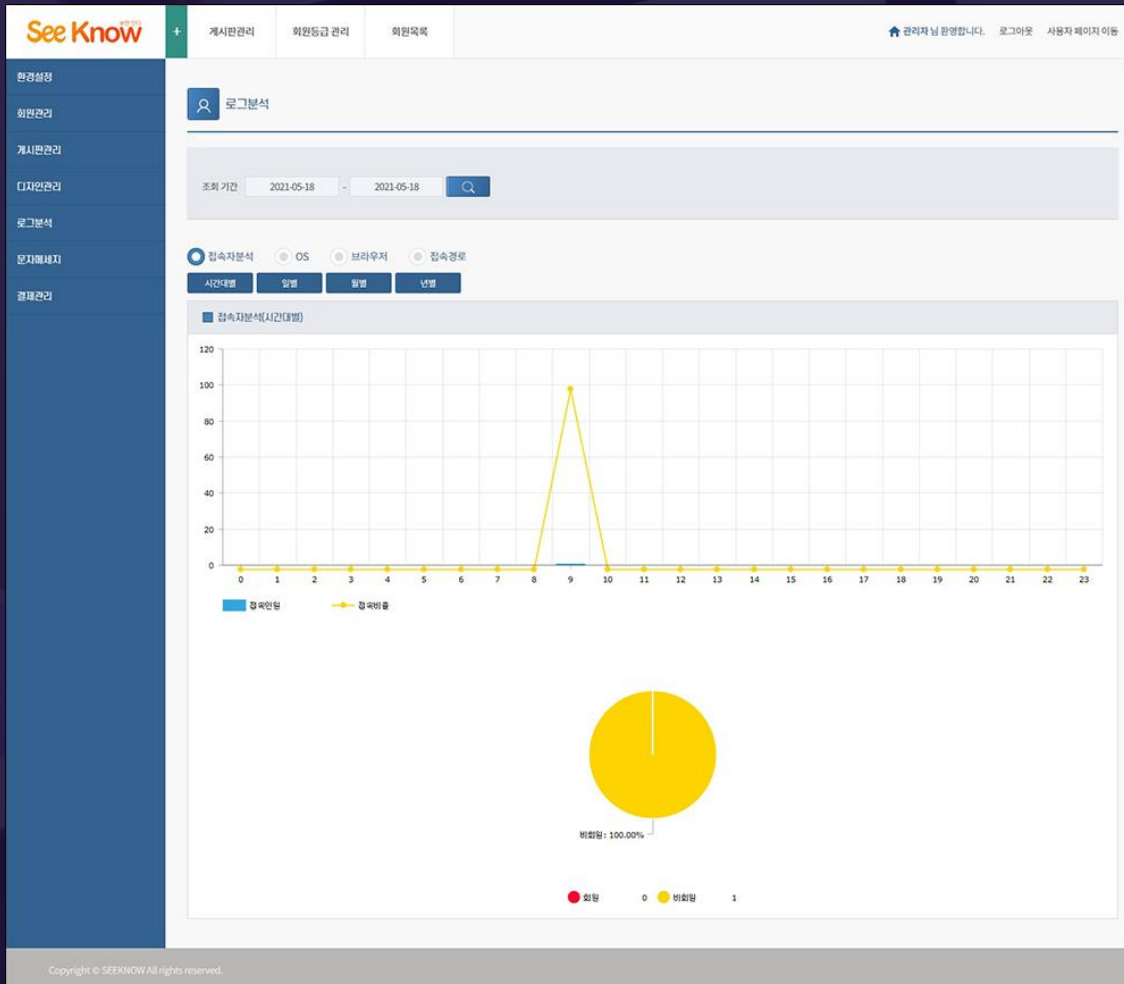 See Know
+ 게시판관리 회원등급 관리 회원목록 관리자 님 환영합니다. 로그아웃 사용자 페이지 이동
환경설정
회원관리
게시판관리
디자인관리
로그분석
문자메세지
결제관리
로그분석
조회 기간 2021-05-18 - 2021-05-18
접속자분석 OS 브라우저 접속경로
시간대별 일별 월별 년별
접속자분석(시간대별)
120
100
80
60
40
20
0
0 1 2 3 4 5 6 7 8 9 10 11 12 13 14 15 16 17 18 19 20 21 22 23
접속인원 접속비율
비회원: 100.00%
회원 0 비회원 1
Copyright © SEEKNOW All rights reserved.